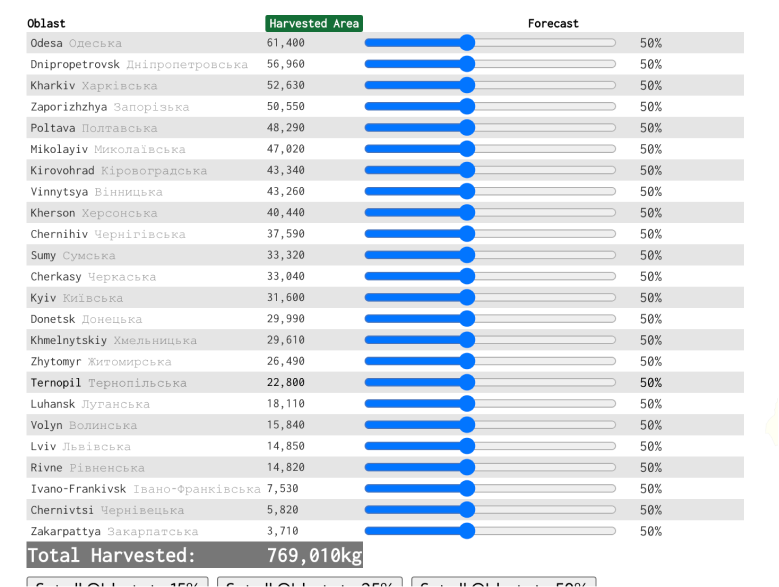 Oblast Harvested Area Forecast
Odesa Одеська 61,400 50%
Dnipropetrovsk Дніпропетровська 56,960 50%
Kharkiv Харківська 52,630 50%
Zaporizhzhya Запорізька 50,550 50%
Poltava Полтавська 48,290 50%
Mikolayiv Миколаївська 47,020 50%
Kirovohrad Кіровоградська 43,340 50%
Vinnytsya Вінницька 43,260 50%
Kherson Херсонська 40,440 50%
Chernihiv Чернігівська 37,590 50%
Sumy Сумська 33,320 50%
Cherkasy Черкаська 33,040 50%
Kyiv Київська 31,600 50%
Donetsk Донецька 29,990 50%
Khmelnytskiy Хмельницька 29,610 50%
Zhytomyr Житомирська 26,490 50%
Ternopil Тернопільська 22,800 50%
Luhansk Луганська 18,110 50%
Volyn Волинська 15,840 50%
Lviv Львівська 14,850 50%
Rivne Рівненська 14,820 50%
Ivano-Frankivsk Івано-Франківська 7,530 50%
Chernivtsi Чернівецька 5,820 50%
Zakarpattya Закарпатська 3,710 50%
Total Harvested: 769,010kg